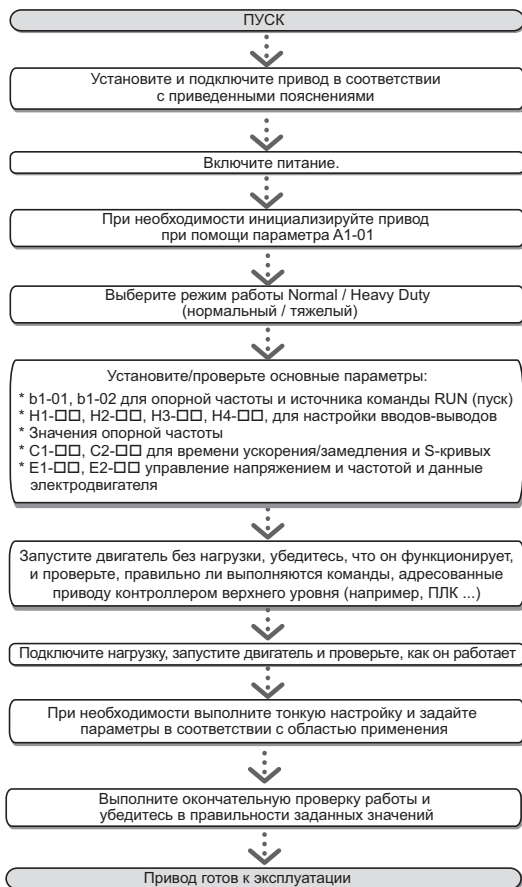 ПУСК
Установите и подключите привод в соответствии
с приведенными пояснениями
Включите питание.
При необходимости инициализируйте привод
при помощи параметра A1-01
Выберите режим работы Normal / Heavy Duty
(нормальный / тяжелый)
Установите/проверьте основные параметры:
* b1-01, b1-02 для опорной частоты и источника команды RUN (пуск)
* H1-□□, H2-□□, H3-□□, H4-□□, для настройки вводов-выводов
* Значения опорной частоты
* C1-□□, C2-□□ для времени ускорения/замедления и S-кривых
* E1-□□, E2-□□ управление напряжением и частотой и данные
электродвигателя
Запустите двигатель без нагрузки, убедитесь, что он функционирует,
и проверьте, правильно ли выполняются команды, адресованные
приводу контроллером верхнего уровня (например, ПЛК ...)
Подключите нагрузку, запустите двигатель и проверьте, как он работает
При необходимости выполните тонкую настройку и задайте
параметры в соответствии с областью применения
Выполните окончательную проверку работы и
убедитесь в правильности заданных значений
Привод готов к эксплуатации